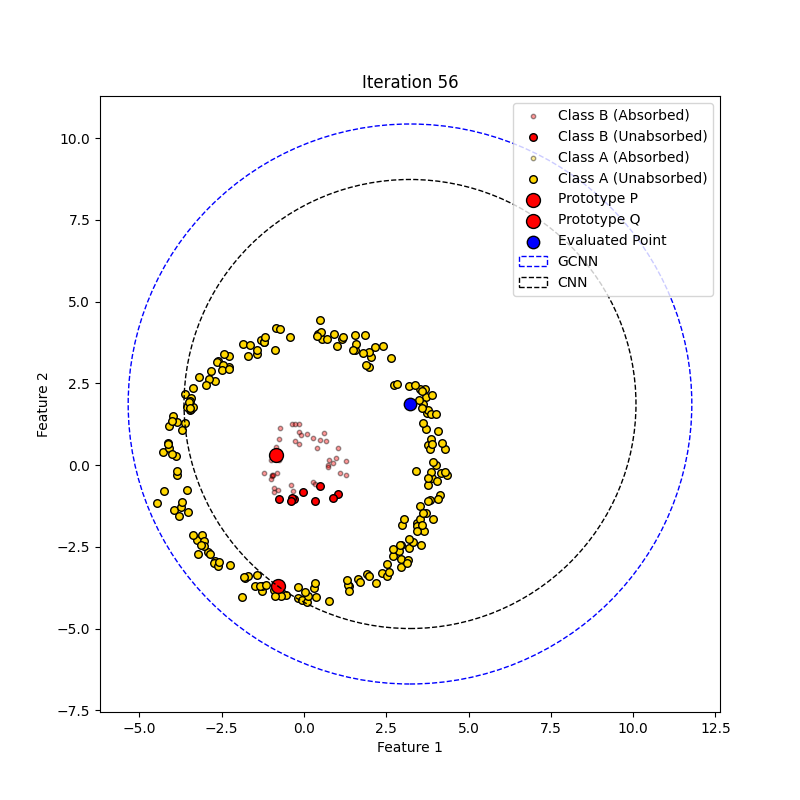 Iteration 56
Class B (Absorbed)
Class B (Unabsorbed)
Class A (Absorbed)
Class A (Unabsorbed)
Prototype P
Prototype Q
Evaluated Point
GCNN
CNN
10.0
7.5
5.0
2.5
0.0
−2.5
−5.0
−7.5
Feature 2
−5.0 −2.5 0.0 2.5 5.0 7.5 10.0 12.5
Feature 1